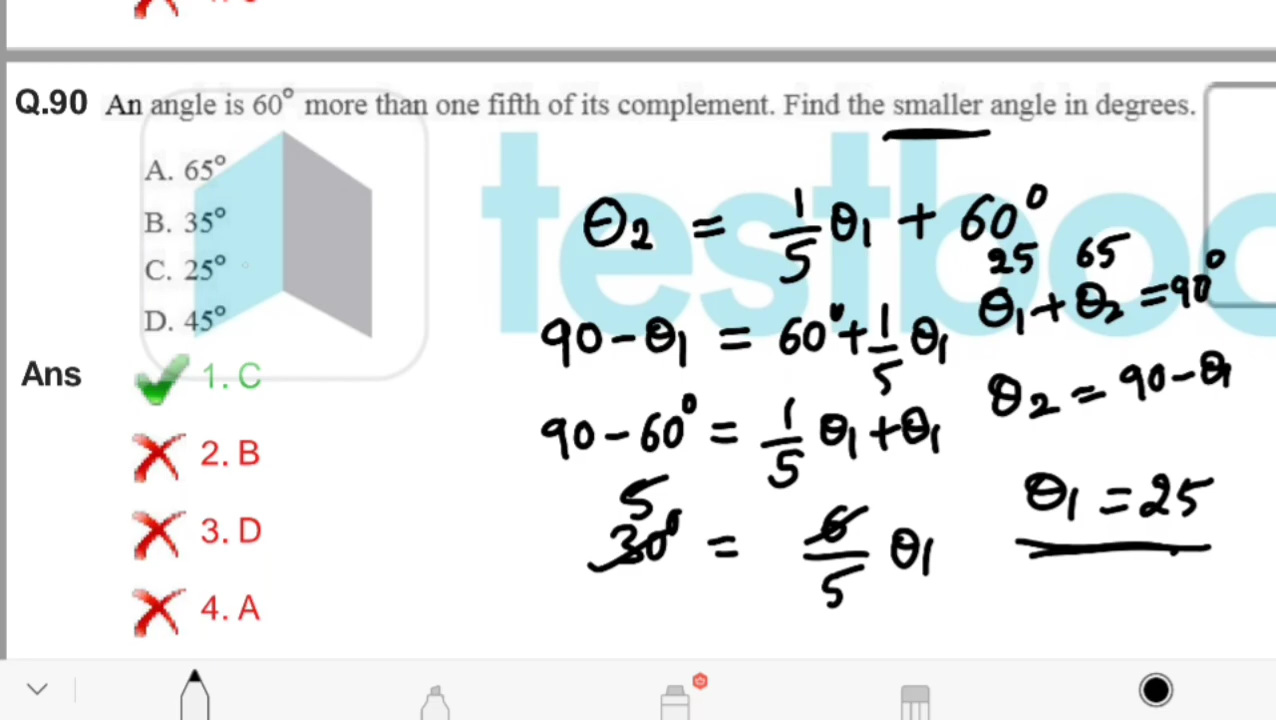 Q.90 An angle is 60° more than one fifth of its complement. Find the smaller angle in degrees.
A. 65°
B. 35°
C. 25°
D. 45°
Ans
1. C
2. B
3. D
4. A
testboo
θ₂ = 1/5 θ₁ + 60°
25 65
θ₁ + θ₂ = 90°
90 - θ₁ = 60° + 1/5 θ₁
θ₂ = 90 - θ₁
90 - 60° = 1/5 θ₁ + θ₁
5
30° = 6/5 θ₁
θ₁ = 25